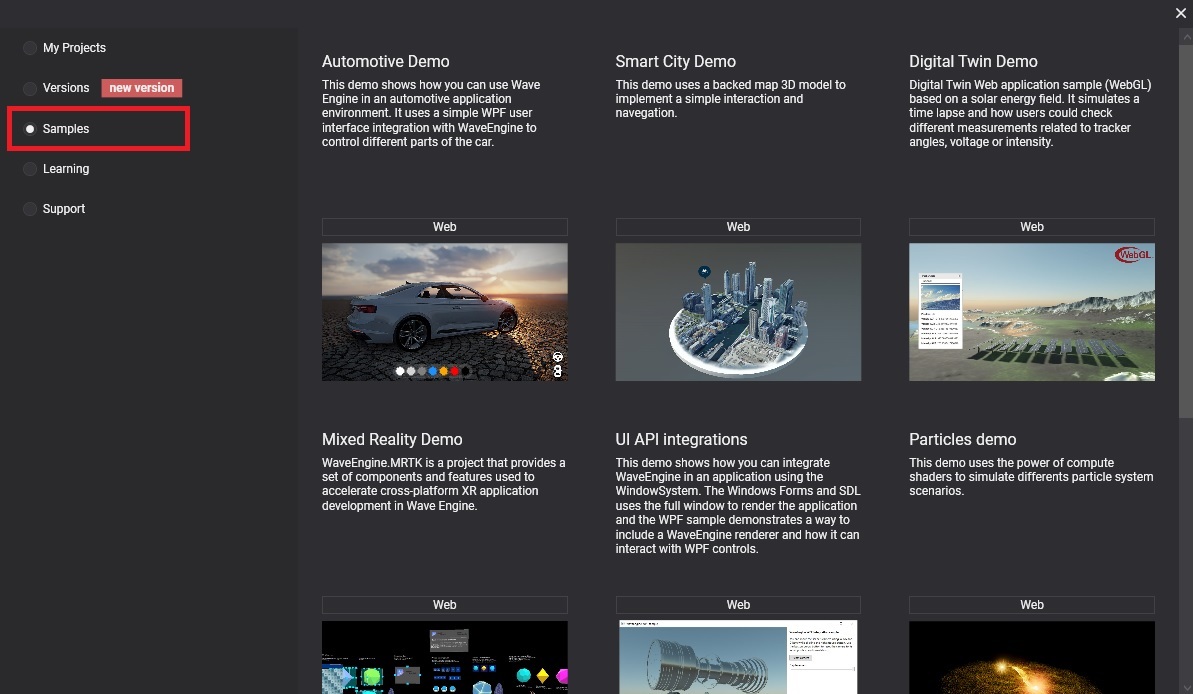 My Projects
Versions
new version
Samples
Learning
Support
Automotive Demo
This demo shows how you can use Wave
Engine in an automotive application
environment. It uses a simple WPF user
interface integration with WaveEngine to
control different parts of the car.
Web
Smart City Demo
This demo uses a backed map 3D model to
implement a simple interaction and
navigation.
Web
Digital Twin Demo
Digital Twin Web application sample (WebGL)
based on a solar energy field. It simulates a
time lapse and how users could check
different measurements related to tracker
angles, voltage or intensity.
Web
WebGL
Mixed Reality Demo
WaveEngine.MRTK is a project that provides a
set of components and features used to
accelerate cross-platform XR application
development in Wave Engine.
Web
UI API integrations
This demo shows how you can integrate
WaveEngine in an application using the
WindowSystem. The Windows Forms and SDL
uses the full window to render the application
and the WPF sample demonstrates a way to
include a WaveEngine renderer and how it can
interact with WPF controls.
Web
Particles demo
This demo uses the power of compute
shaders to simulate differents particle system
scenarios.
Web